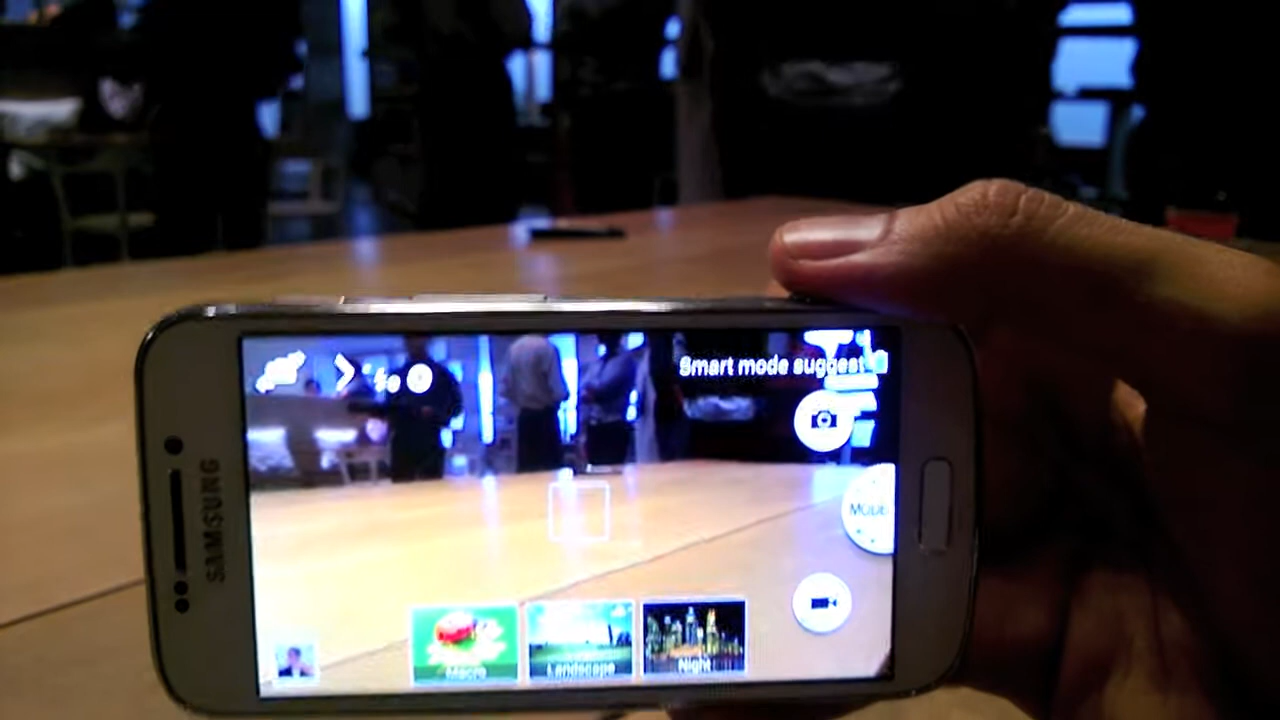 Smart mode suggest
MODE
Macro
Landscape
Night
SAMSUNG